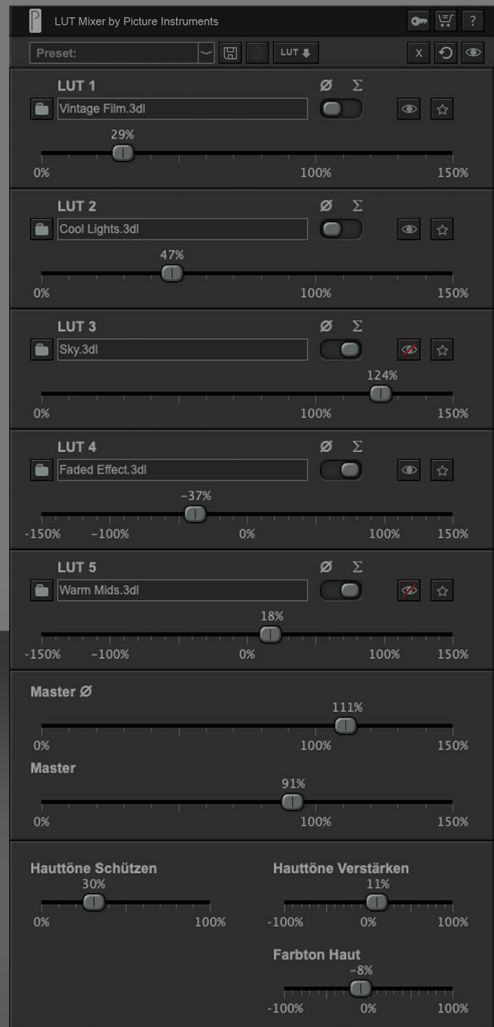 LUT Mixer by Picture Instruments ?
Preset: LUT X
LUT 1 Ø Σ
Vintage Film.3dl
29%
0% 100% 150%
LUT 2 Ø Σ
Cool Lights.3dl
47%
0% 100% 150%
LUT 3 Ø Σ
Sky.3dl
124%
0% 100% 150%
LUT 4 Ø Σ
Faded Effect.3dl
-37%
-150% -100% 0% 100% 150%
LUT 5 Ø Σ
Warm Mids.3dl
18%
-150% -100% 0% 100% 150%
Master Ø
111%
0% 100% 150%
Master
91%
0% 100% 150%
Hauttöne Schützen Hauttöne Verstärken
30% 11%
0% 100% -100% 0% 100%
Farbton Haut
-8%
-100% 0% 100%